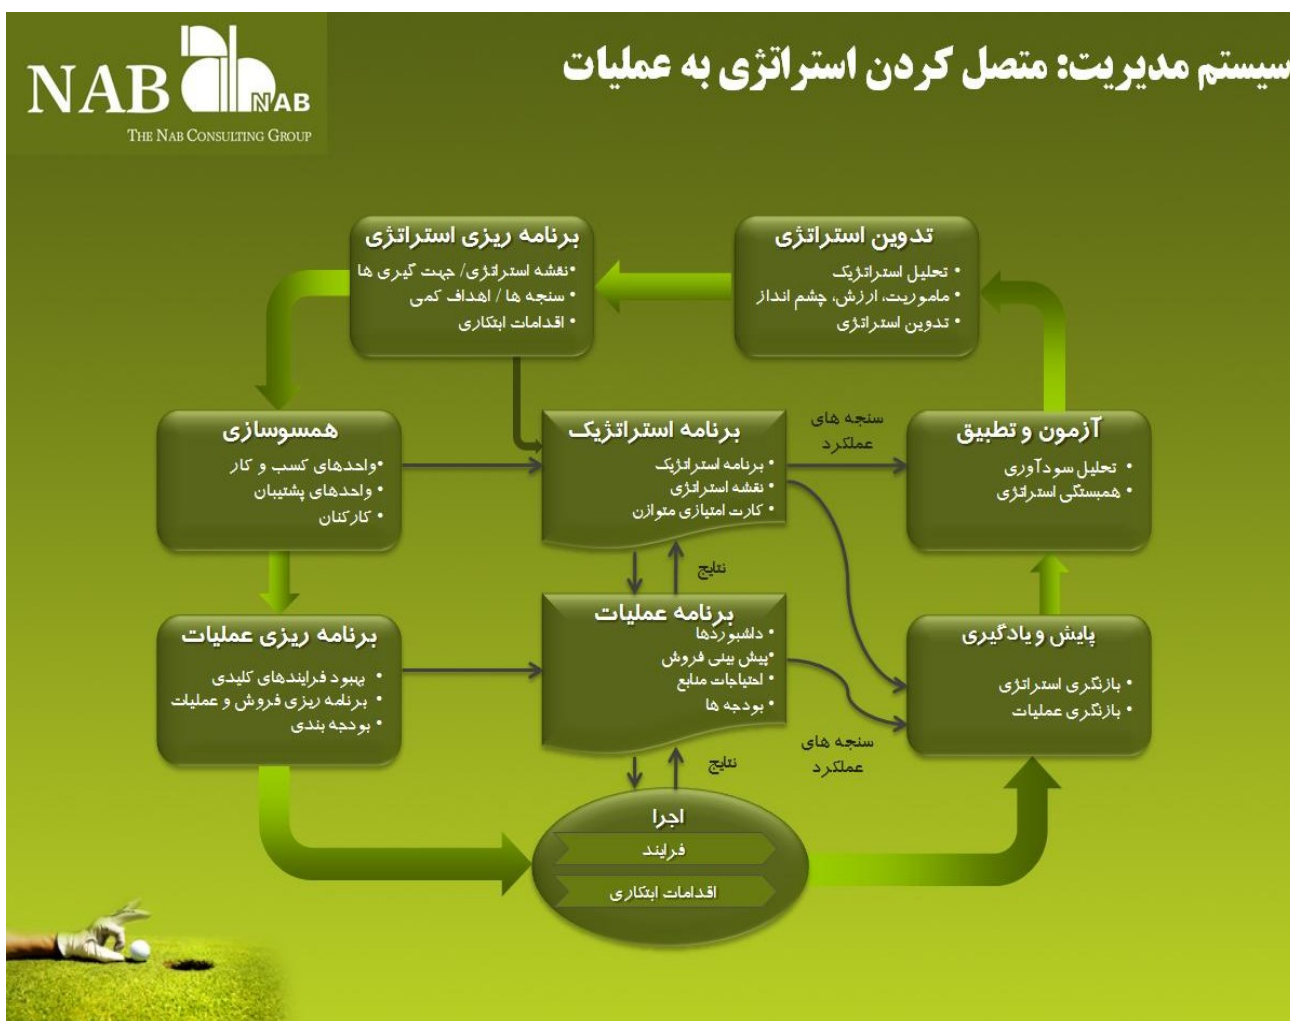 NAB
NAB
THE NAB CONSULTING GROUP
سیستم مدیریت: متصل کردن استراتژی به عملیات
تدوین استراتژی
• تحلیل استراتژیک
• ماموریت، ارزش، چشم انداز
• تدوین استراتژی
برنامه ریزی استراتژی
•نقشه استراتژی/ جهت گیری ها
• سنجه ها / اهداف کمی
• اقدامات ابتکاری
آزمون و تطبیق
• تحلیل سودآوری
• همبستگی استراتژی
سنجه های
عملکرد
برنامه استراتژیک
• برنامه استراتژیک
• نقشه استراتژی
• کارت امتیازی متوازن
همسوسازی
•واحدهای کسب و کار
• واحدهای پشتیبان
• کارکنان
نتایج
پایش و یادگیری
• بازنگری استراتژی
• بازنگری عملیات
برنامه عملیات
• داشبوردها
•پیش بینی فروش
• احتیاجات منابع
• بودجه ها
برنامه ریزی عملیات
• بهبود فرایندهای کلیدی
• برنامه ریزی فروش و عملیات
• بودجه بندی
سنجه های
عملکرد
نتایج
اجرا
فرایند
اقدامات ابتکاری